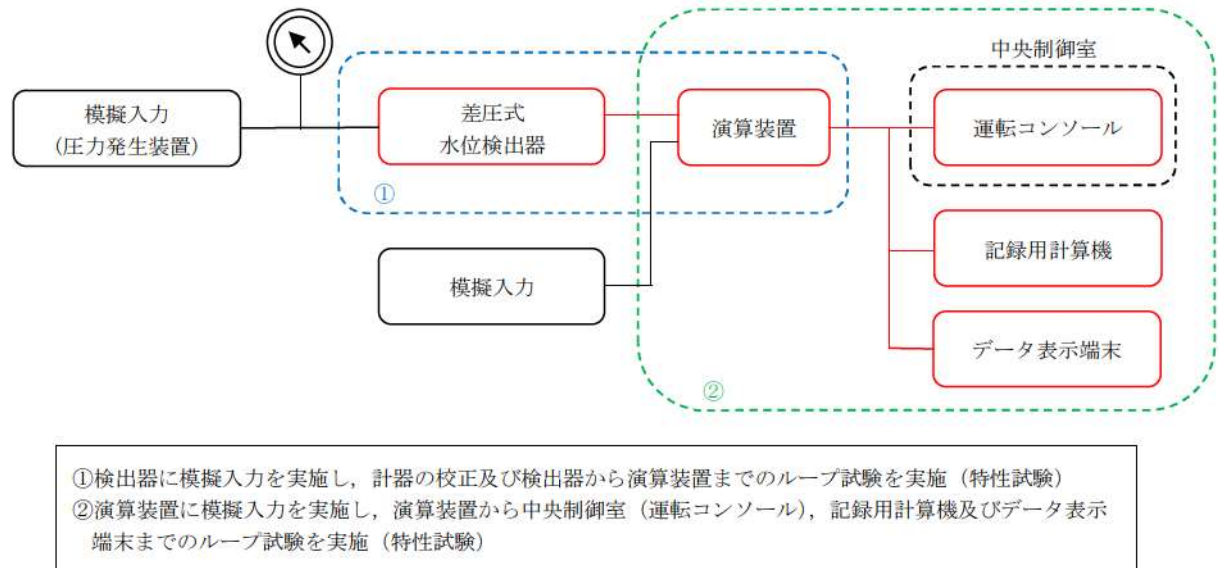 中央制御室
模擬入力
(圧力発生装置)
差圧式
水位検出器
演算装置
運転コンソール
①
模擬入力
記録用計算機
データ表示端末
②
①検出器に模擬入力を実施し，計器の校正及び検出器から演算装置までのループ試験を実施（特性試験）
②演算装置に模擬入力を実施し，演算装置から中央制御室（運転コンソール），記録用計算機及びデータ表示
端末までのループ試験を実施（特性試験）